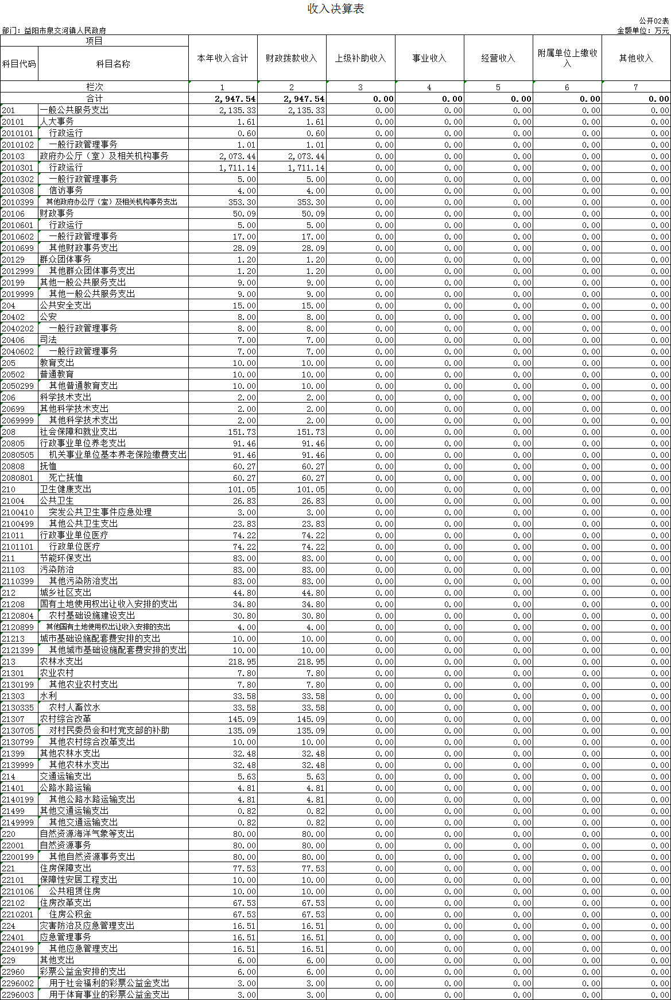 收入决算表
公开02表
部门：益阳市泉交河镇人民政府 金额单位：万元
项目 本年收入合计 财政拨款收入 上级补助收入 事业收入 经营收入 附属单位上缴收入 其他收入
科目代码 科目名称
栏次 1 2 3 4 5 6 7
合计 2,947.54 2,947.54 0.00 0.00 0.00 0.00 0.00
201 一般公共服务支出 2,135.33 2,135.33 0.00 0.00 0.00 0.00 0.00
20101 人大事务 1.61 1.61 0.00 0.00 0.00 0.00 0.00
2010101 行政运行 0.60 0.60 0.00 0.00 0.00 0.00 0.00
2010102 一般行政管理事务 1.01 1.01 0.00 0.00 0.00 0.00 0.00
20103 政府办公厅（室）及相关机构事务 2,073.44 2,073.44 0.00 0.00 0.00 0.00 0.00
2010301 行政运行 1,711.14 1,711.14 0.00 0.00 0.00 0.00 0.00
2010302 一般行政管理事务 5.00 5.00 0.00 0.00 0.00 0.00 0.00
2010308 信访事务 4.00 4.00 0.00 0.00 0.00 0.00 0.00
2010399 其他政府办公厅（室）及相关机构事务支出 353.30 353.30 0.00 0.00 0.00 0.00 0.00
20106 财政事务 50.09 50.09 0.00 0.00 0.00 0.00 0.00
2010601 行政运行 5.00 5.00 0.00 0.00 0.00 0.00 0.00
2010602 一般行政管理事务 17.00 17.00 0.00 0.00 0.00 0.00 0.00
2010699 其他财政事务支出 28.09 28.09 0.00 0.00 0.00 0.00 0.00
20129 群众团体事务 1.20 1.20 0.00 0.00 0.00 0.00 0.00
2012999 其他群众团体事务支出 1.20 1.20 0.00 0.00 0.00 0.00 0.00
20199 其他一般公共服务支出 9.00 9.00 0.00 0.00 0.00 0.00 0.00
2019999 其他一般公共服务支出 9.00 9.00 0.00 0.00 0.00 0.00 0.00
204 公共安全支出 15.00 15.00 0.00 0.00 0.00 0.00 0.00
20402 公安 8.00 8.00 0.00 0.00 0.00 0.00 0.00
2040202 一般行政管理事务 8.00 8.00 0.00 0.00 0.00 0.00 0.00
20406 司法 7.00 7.00 0.00 0.00 0.00 0.00 0.00
2040602 一般行政管理事务 7.00 7.00 0.00 0.00 0.00 0.00 0.00
205 教育支出 10.00 10.00 0.00 0.00 0.00 0.00 0.00
20502 普通教育 10.00 10.00 0.00 0.00 0.00 0.00 0.00
2050299 其他普通教育支出 10.00 10.00 0.00 0.00 0.00 0.00 0.00
206 科学技术支出 2.00 2.00 0.00 0.00 0.00 0.00 0.00
20699 其他科学技术支出 2.00 2.00 0.00 0.00 0.00 0.00 0.00
2069999 其他科学技术支出 2.00 2.00 0.00 0.00 0.00 0.00 0.00
208 社会保障和就业支出 151.73 151.73 0.00 0.00 0.00 0.00 0.00
20805 行政事业单位养老支出 91.46 91.46 0.00 0.00 0.00 0.00 0.00
2080505 机关事业单位基本养老保险缴费支出 91.46 91.46 0.00 0.00 0.00 0.00 0.00
20808 抚恤 60.27 60.27 0.00 0.00 0.00 0.00 0.00
2080801 死亡抚恤 60.27 60.27 0.00 0.00 0.00 0.00 0.00
210 卫生健康支出 101.05 101.05 0.00 0.00 0.00 0.00 0.00
21004 公共卫生 26.83 26.83 0.00 0.00 0.00 0.00 0.00
2100410 突发公共卫生事件应急处理 3.00 3.00 0.00 0.00 0.00 0.00 0.00
2100499 其他公共卫生支出 23.83 23.83 0.00 0.00 0.00 0.00 0.00
21011 行政事业单位医疗 74.22 74.22 0.00 0.00 0.00 0.00 0.00
2101101 行政单位医疗 74.22 74.22 0.00 0.00 0.00 0.00 0.00
211 节能环保支出 83.00 83.00 0.00 0.00 0.00 0.00 0.00
21103 污染防治 83.00 83.00 0.00 0.00 0.00 0.00 0.00
2110399 其他污染防治支出 83.00 83.00 0.00 0.00 0.00 0.00 0.00
212 城乡社区支出 44.80 44.80 0.00 0.00 0.00 0.00 0.00
21208 国有土地使用权出让收入安排的支出 34.80 34.80 0.00 0.00 0.00 0.00 0.00
2120804 农村基础设施建设支出 30.80 30.80 0.00 0.00 0.00 0.00 0.00
2120899 其他国有土地使用权出让收入安排的支出 4.00 4.00 0.00 0.00 0.00 0.00 0.00
21213 城市基础设施配套费安排的支出 10.00 10.00 0.00 0.00 0.00 0.00 0.00
2121399 其他城市基础设施配套费安排的支出 10.00 10.00 0.00 0.00 0.00 0.00 0.00
213 农林水支出 218.95 218.95 0.00 0.00 0.00 0.00 0.00
21301 农业农村 7.80 7.80 0.00 0.00 0.00 0.00 0.00
2130199 其他农业农村支出 7.80 7.80 0.00 0.00 0.00 0.00 0.00
21303 水利 33.58 33.58 0.00 0.00 0.00 0.00 0.00
2130335 农村人畜饮水 33.58 33.58 0.00 0.00 0.00 0.00 0.00
21307 农村综合改革 145.09 145.09 0.00 0.00 0.00 0.00 0.00
2130705 对村民委员会和村党支部的补助 135.09 135.09 0.00 0.00 0.00 0.00 0.00
2130799 其他农村综合改革支出 10.00 10.00 0.00 0.00 0.00 0.00 0.00
21399 其他农林水支出 32.48 32.48 0.00 0.00 0.00 0.00 0.00
2139999 其他农林水支出 32.48 32.48 0.00 0.00 0.00 0.00 0.00
214 交通运输支出 5.63 5.63 0.00 0.00 0.00 0.00 0.00
21401 公路水路运输 4.81 4.81 0.00 0.00 0.00 0.00 0.00
2140199 其他公路水路运输支出 4.81 4.81 0.00 0.00 0.00 0.00 0.00
21499 其他交通运输支出 0.82 0.82 0.00 0.00 0.00 0.00 0.00
2149999 其他交通运输支出 0.82 0.82 0.00 0.00 0.00 0.00 0.00
220 自然资源海洋气象等支出 80.00 80.00 0.00 0.00 0.00 0.00 0.00
22001 自然资源事务 80.00 80.00 0.00 0.00 0.00 0.00 0.00
2200199 其他自然资源事务支出 80.00 80.00 0.00 0.00 0.00 0.00 0.00
221 住房保障支出 77.53 77.53 0.00 0.00 0.00 0.00 0.00
22101 保障性安居工程支出 10.00 10.00 0.00 0.00 0.00 0.00 0.00
2210106 公共租赁住房 10.00 10.00 0.00 0.00 0.00 0.00 0.00
22102 住房改革支出 67.53 67.53 0.00 0.00 0.00 0.00 0.00
2210201 住房公积金 67.53 67.53 0.00 0.00 0.00 0.00 0.00
224 灾害防治及应急管理支出 16.51 16.51 0.00 0.00 0.00 0.00 0.00
22401 应急管理事务 16.51 16.51 0.00 0.00 0.00 0.00 0.00
2240199 其他应急管理支出 16.51 16.51 0.00 0.00 0.00 0.00 0.00
229 其他支出 6.00 6.00 0.00 0.00 0.00 0.00 0.00
22960 彩票公益金安排的支出 6.00 6.00 0.00 0.00 0.00 0.00 0.00
2296002 用于社会福利的彩票公益金支出 3.00 3.00 0.00 0.00 0.00 0.00 0.00
2296003 用于体育事业的彩票公益金支出 3.00 3.00 0.00 0.00 0.00 0.00 0.00